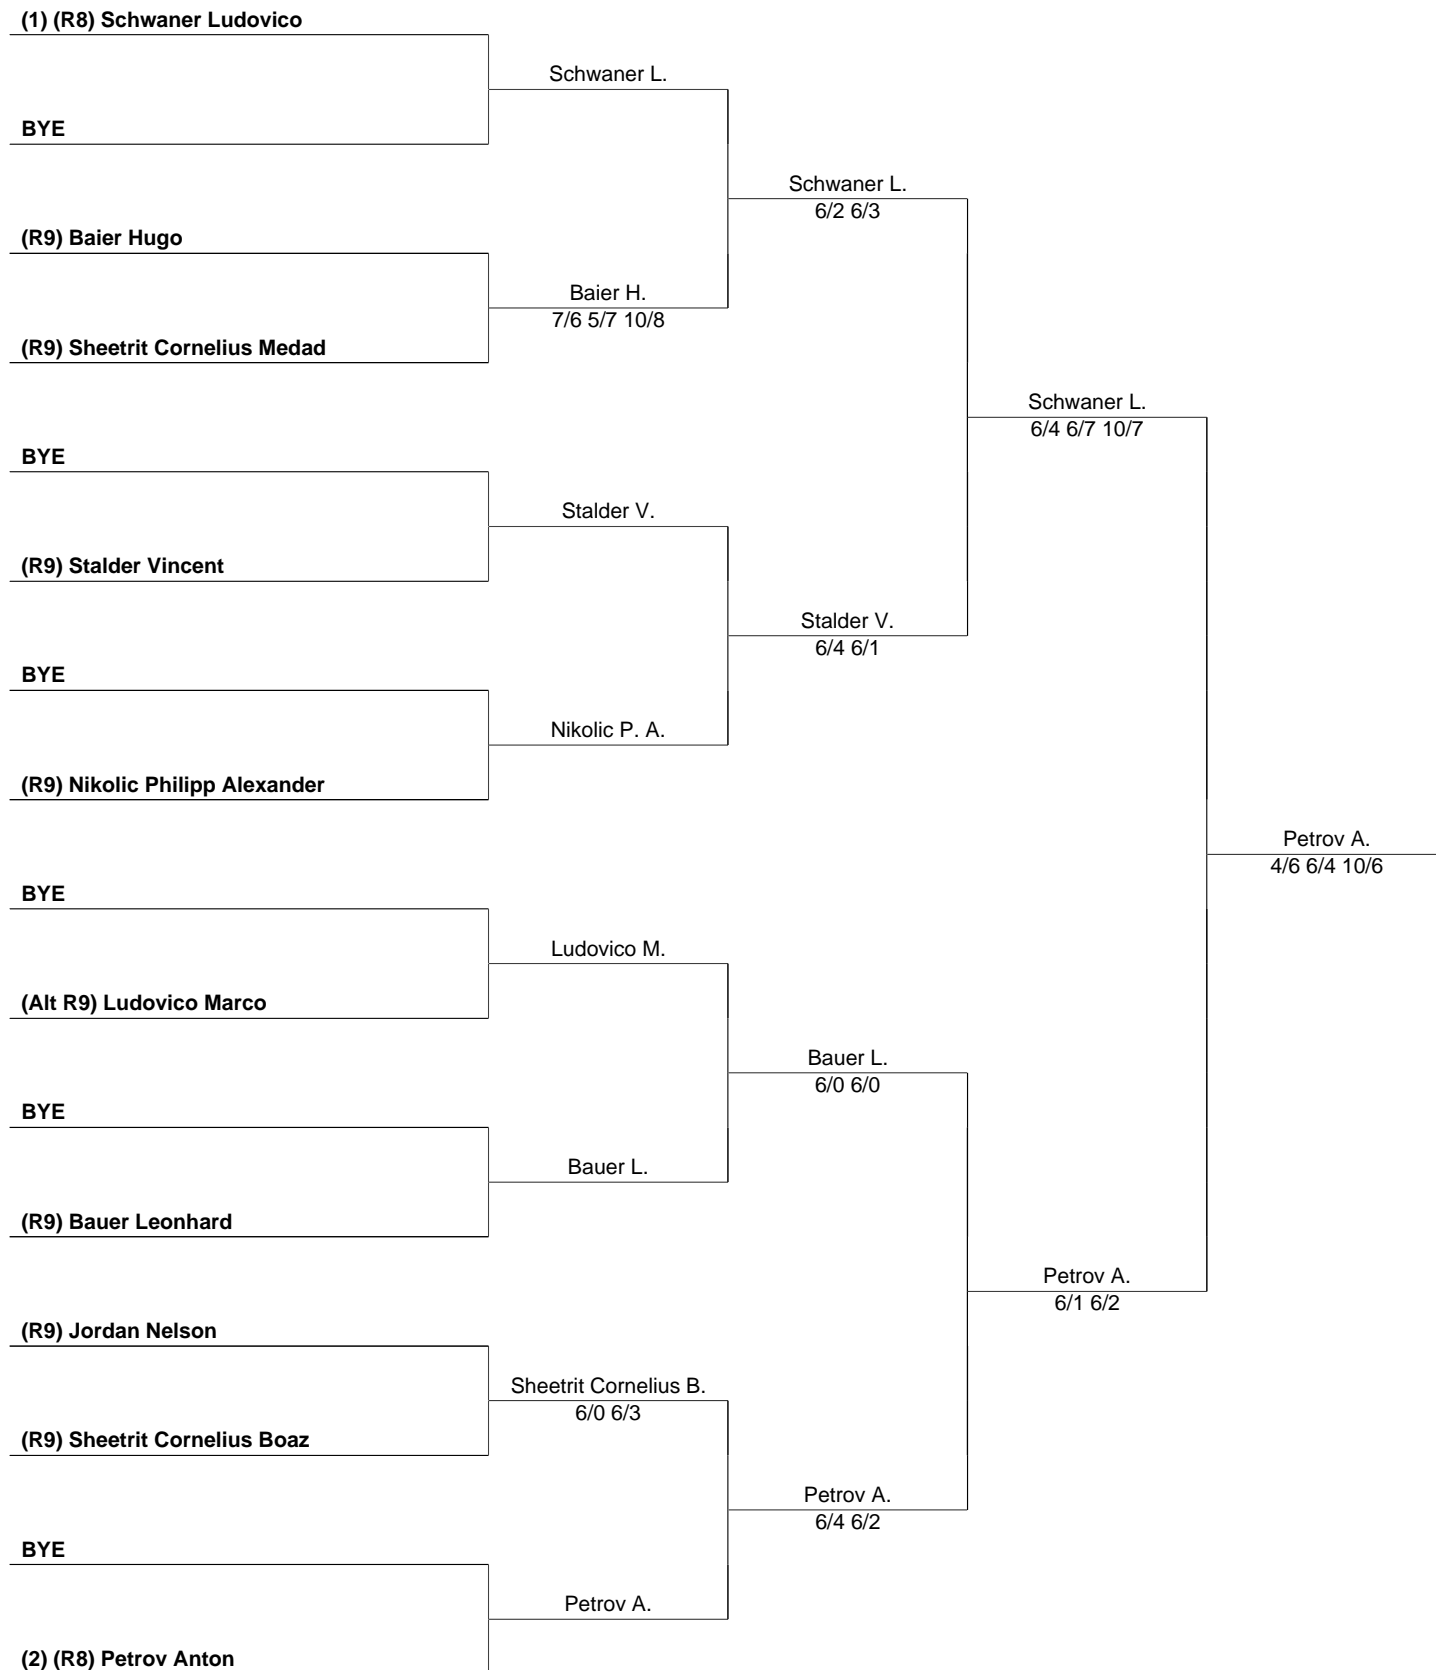 (1) (R8) Schwaner Ludovico
Schwaner L.
BYE
Schwaner L.
6/2 6/3
(R9) Baier Hugo
Baier H.
7/6 5/7 10/8
(R9) Sheetrit Cornelius Medad
Schwaner L.
6/4 6/7 10/7
BYE
Stalder V.
(R9) Stalder Vincent
Stalder V.
6/4 6/1
BYE
Nikolic P. A.
(R9) Nikolic Philipp Alexander
Petrov A.
4/6 6/4 10/6
BYE
Ludovico M.
(Alt R9) Ludovico Marco
Bauer L.
6/0 6/0
BYE
Bauer L.
(R9) Bauer Leonhard
Petrov A.
6/1 6/2
(R9) Jordan Nelson
Sheetrit Cornelius B.
6/0 6/3
(R9) Sheetrit Cornelius Boaz
Petrov A.
6/4 6/2
BYE
Petrov A.
(2) (R8) Petrov Anton